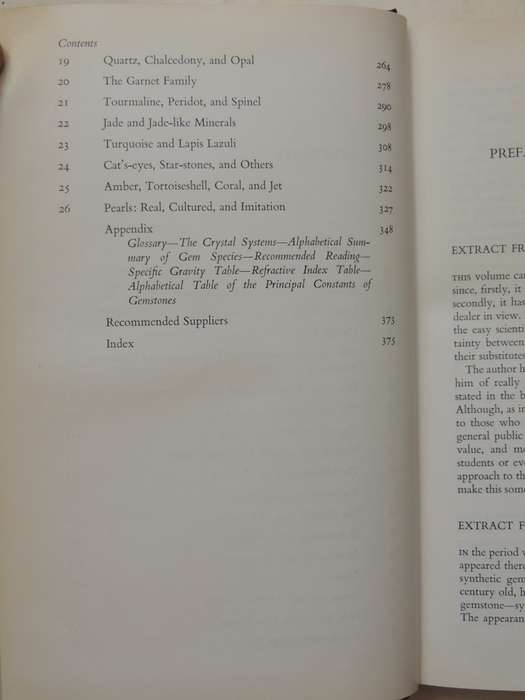 Contents
19 Quartz, Chalcedony, and Opal 264
20 The Garnet Family 278
21 Tourmaline, Peridot, and Spinel 290
22 Jade and Jade-like Minerals 298
23 Turquoise and Lapis Lazuli 308
24 Cat's-eyes, Star-stones, and Others 314
25 Amber, Tortoiseshell, Coral, and Jet 322
26 Pearls: Real, Cultured, and Imitation 327
Appendix 348
Glossary—The Crystal Systems—Alphabetical Sum-
mary of Gem Species—Recommended Reading—
Specific Gravity Table—Refractive Index Table—
Alphabetical Table of the Principal Constants of
Gemstones
Recommended Suppliers 373
Index 375
PREFA
EXTRACT FR
THIS volume can
since, firstly, it
secondly, it has
dealer in view.
the easy scienti
tainty between
their substitutes
The author h
him of really
stated in the b
Although, as in
to those who
general public
value, and mo
students or eve
approach to th
make this some
EXTRACT F
IN the period w
appeared there
synthetic gem
century old, h
gemstone—sy
The appearan